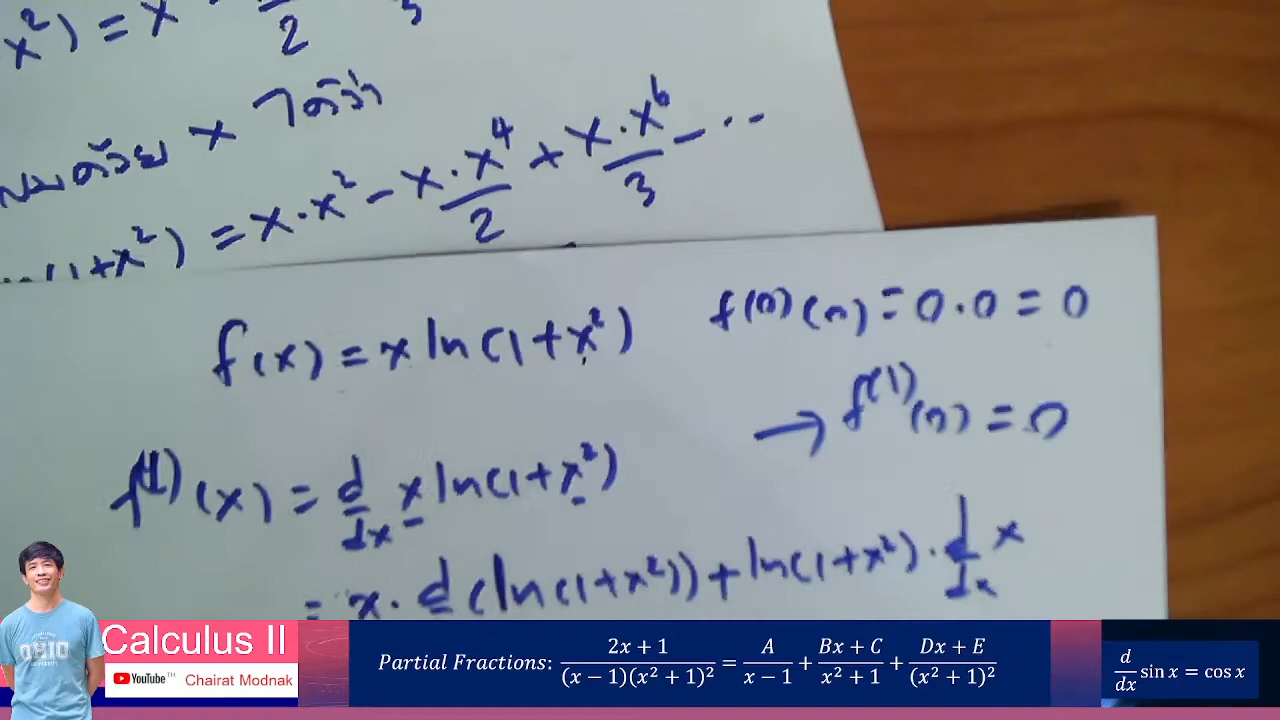 x²) = x - /2 3
คูณด้วย x ได้ว่า
(1+x²) = x·x² - x·x⁴/2 + x·x⁶/3 - ...
f(x) = x ln(1+x²) f⁽⁰⁾(0) = 0·0 = 0
→ f⁽¹⁾(0) = 0
f⁽¹⁾(x) = d/dx x ln(1+x²)
= x· d (ln(1+x²)) + ln(1+x²)· d/dx x
OHIO
Calculus II
YouTube Chairat Modnak
Partial Fractions: (2x + 1)/((x − 1)(x² + 1)²) = A/(x − 1) + (Bx + C)/(x² + 1) + (Dx + E)/(x² + 1)²
d/dx sin x = cos x